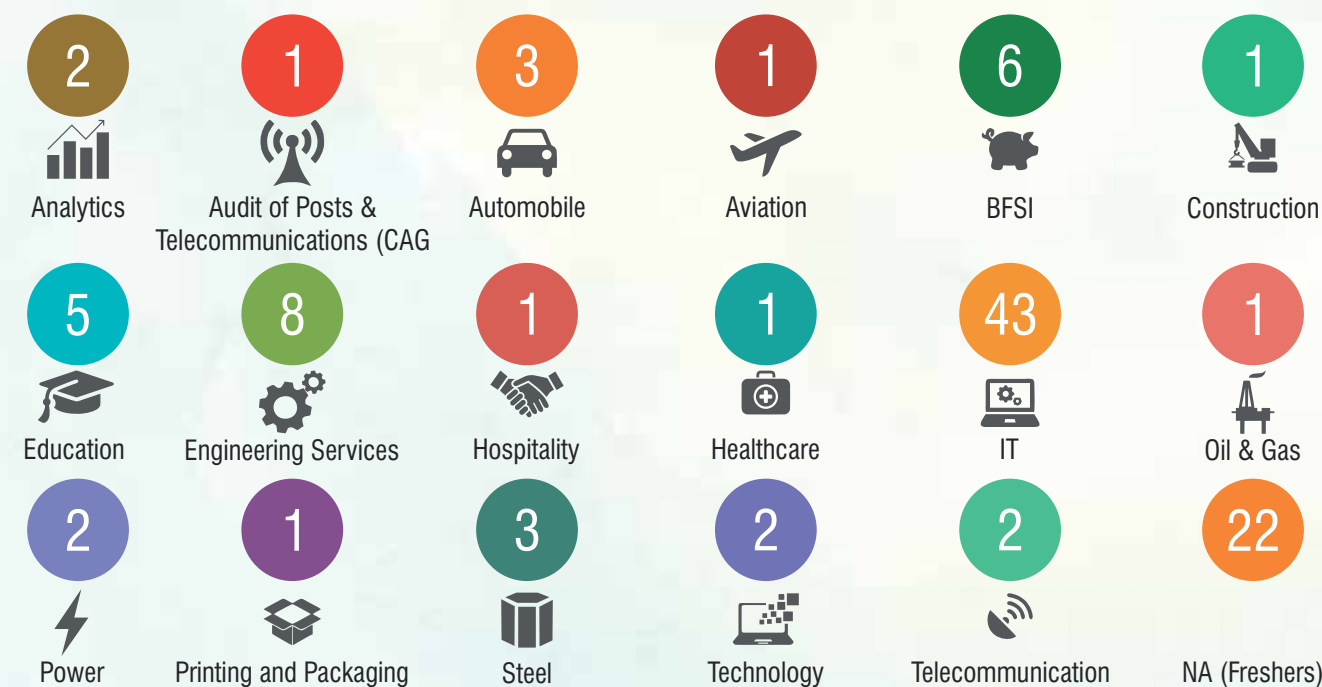 2 1 3 1 6 1
Analytics Audit of Posts & Automobile Aviation BFSI Construction
Telecommunications (CAG
5 8 1 1 43 1
Education Engineering Services Hospitality Healthcare IT Oil & Gas
2 1 3 2 2 22
Power Printing and Packaging Steel Technology Telecommunication NA (Freshers)